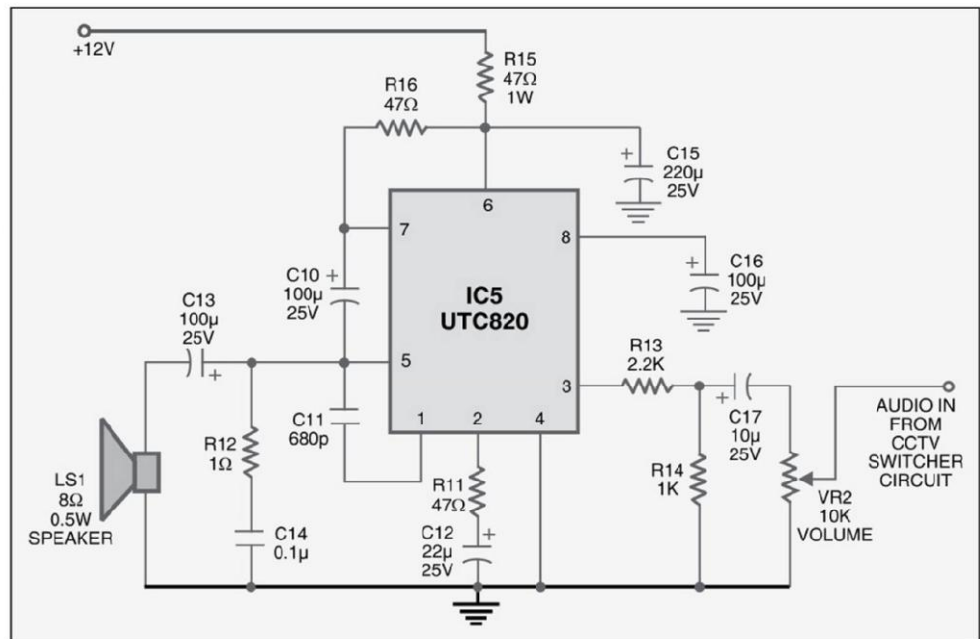 +12V
R15
47Ω
1W
R16
47Ω
C15
220µ
25V
+
6
7
8
C10
100µ
25V
+
IC5
UTC820
C16
100µ
25V
+
C13
100µ
25V
+
5
R13
2.2K
3
C11
680p
1
2
4
+
C17
10µ
25V
AUDIO IN
FROM
CCTV
SWITCHER
CIRCUIT
R12
1Ω
LS1
8Ω
0.5W
SPEAKER
R11
47Ω
R14
1K
VR2
10K
VOLUME
C14
0.1µ
C12
22µ
25V
+